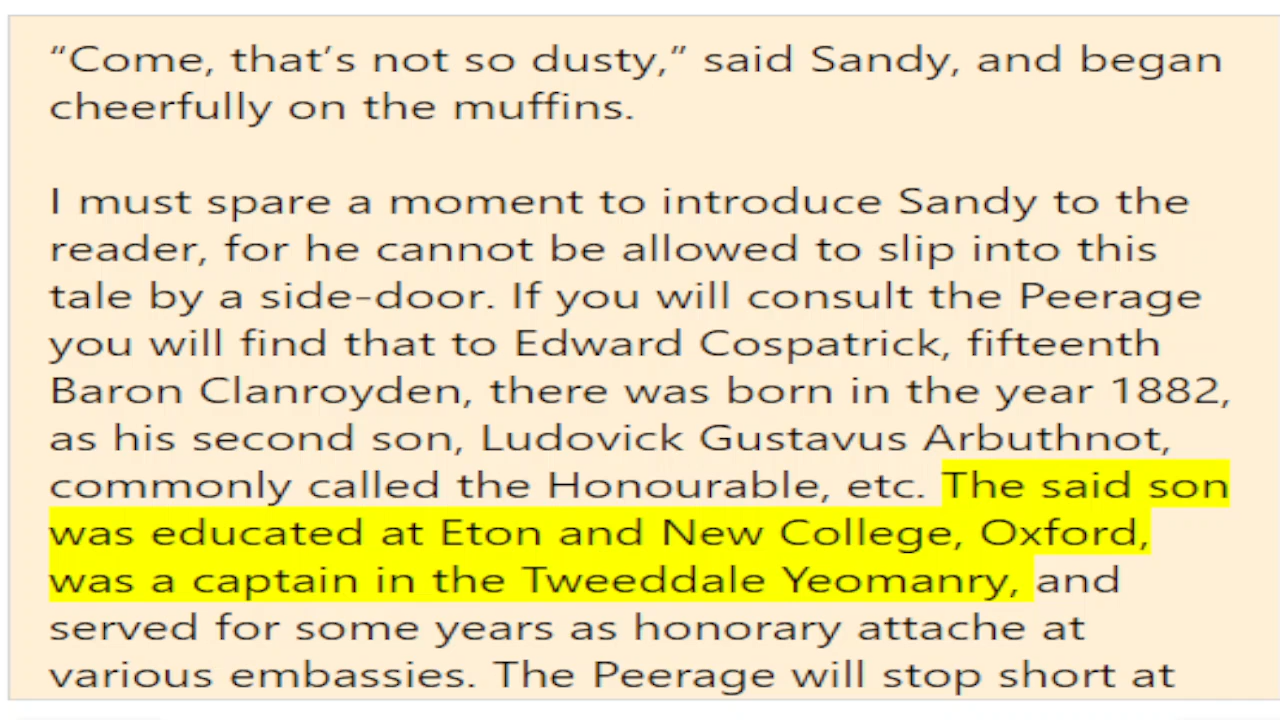 “Come, that’s not so dusty,” said Sandy, and began
cheerfully on the muffins.
I must spare a moment to introduce Sandy to the
reader, for he cannot be allowed to slip into this
tale by a side-door. If you will consult the Peerage
you will find that to Edward Cospatrick, fifteenth
Baron Clanroyden, there was born in the year 1882,
as his second son, Ludovick Gustavus Arbuthnot,
commonly called the Honourable, etc. The said son
was educated at Eton and New College, Oxford,
was a captain in the Tweeddale Yeomanry, and
served for some years as honorary attache at
various embassies. The Peerage will stop short at